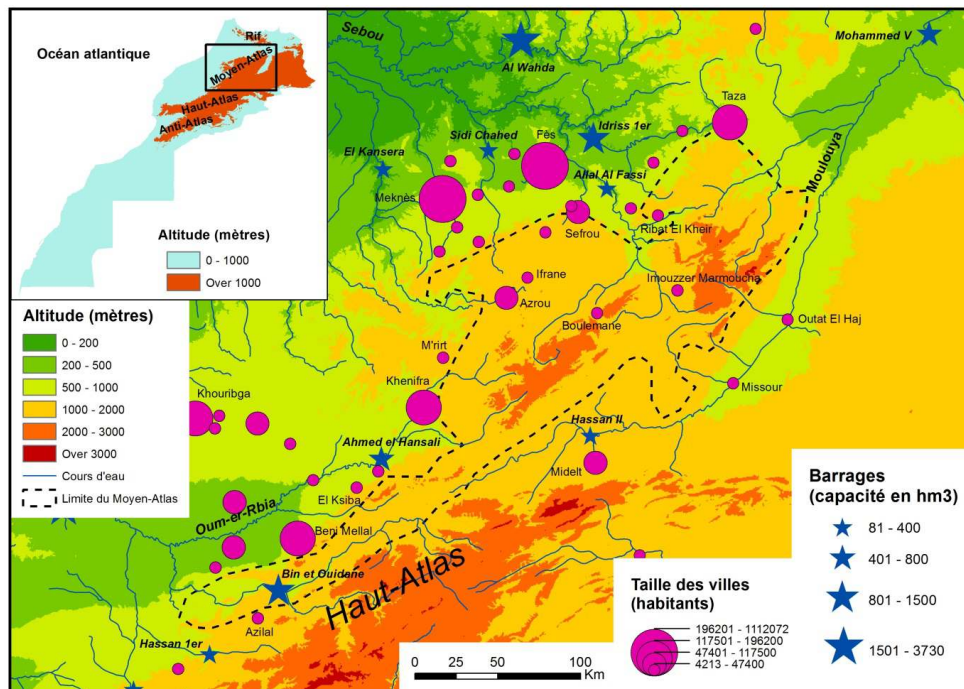 Océan atlantique
Rif
Moyen-Atlas
Haut-Atlas
Anti-Atlas
Altitude (mètres)
0 - 1000
Over 1000
Sebou
Al Wahda
Mohammed V
Taza
Idriss 1er
Sidi Chahed
Fès
El Kansera
Allal Al Fassi
Moulouya
Meknès
Sefrou
Ribat El Kheir
Ifrane
Imouzzer Marmoucha
Azrou
Boulemane
Outat El Haj
M'rirt
Khenifra
Missour
Khouribga
Hassan II
Ahmed el Hansali
Midelt
El Ksiba
Oum-er-Rbia
Beni Mellal
Bin et Ouidane
Haut-Atlas
Azilal
Hassan 1er
Altitude (mètres)
0 - 200
200 - 500
500 - 1000
1000 - 2000
2000 - 3000
Over 3000
Cours d'eau
Limite du Moyen-Atlas
0 25 50 100
Km
Taille des villes
(habitants)
196201 - 1112072
117501 - 196200
47401 - 117500
4213 - 47400
Barrages
(capacité en hm3)
81 - 400
401 - 800
801 - 1500
1501 - 3730